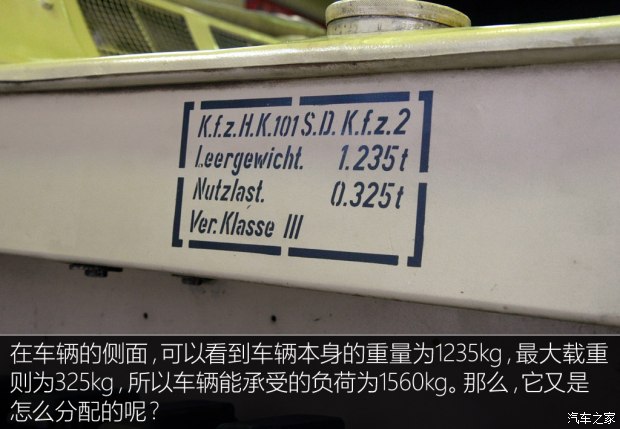 K.f.z.H.K.101 S.D. K.f.z.2
Leergewicht. 1.235t
Nutzlast. 0.325t
Ver.Klasse III
在车辆的侧面,可以看到车辆本身的重量为1235kg,最大载重
则为325kg,所以车辆能承受的负荷为1560kg。那么,它又是
怎么分配的呢?
汽车之家